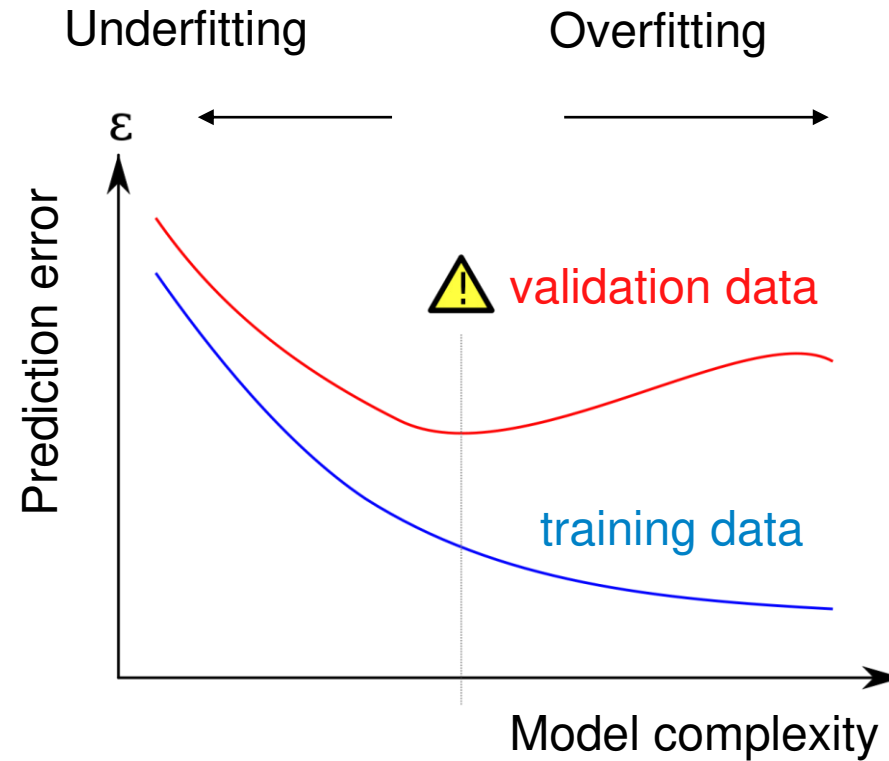 Underfitting
Overfitting
ε
Prediction error
!
validation data
training data
Model complexity